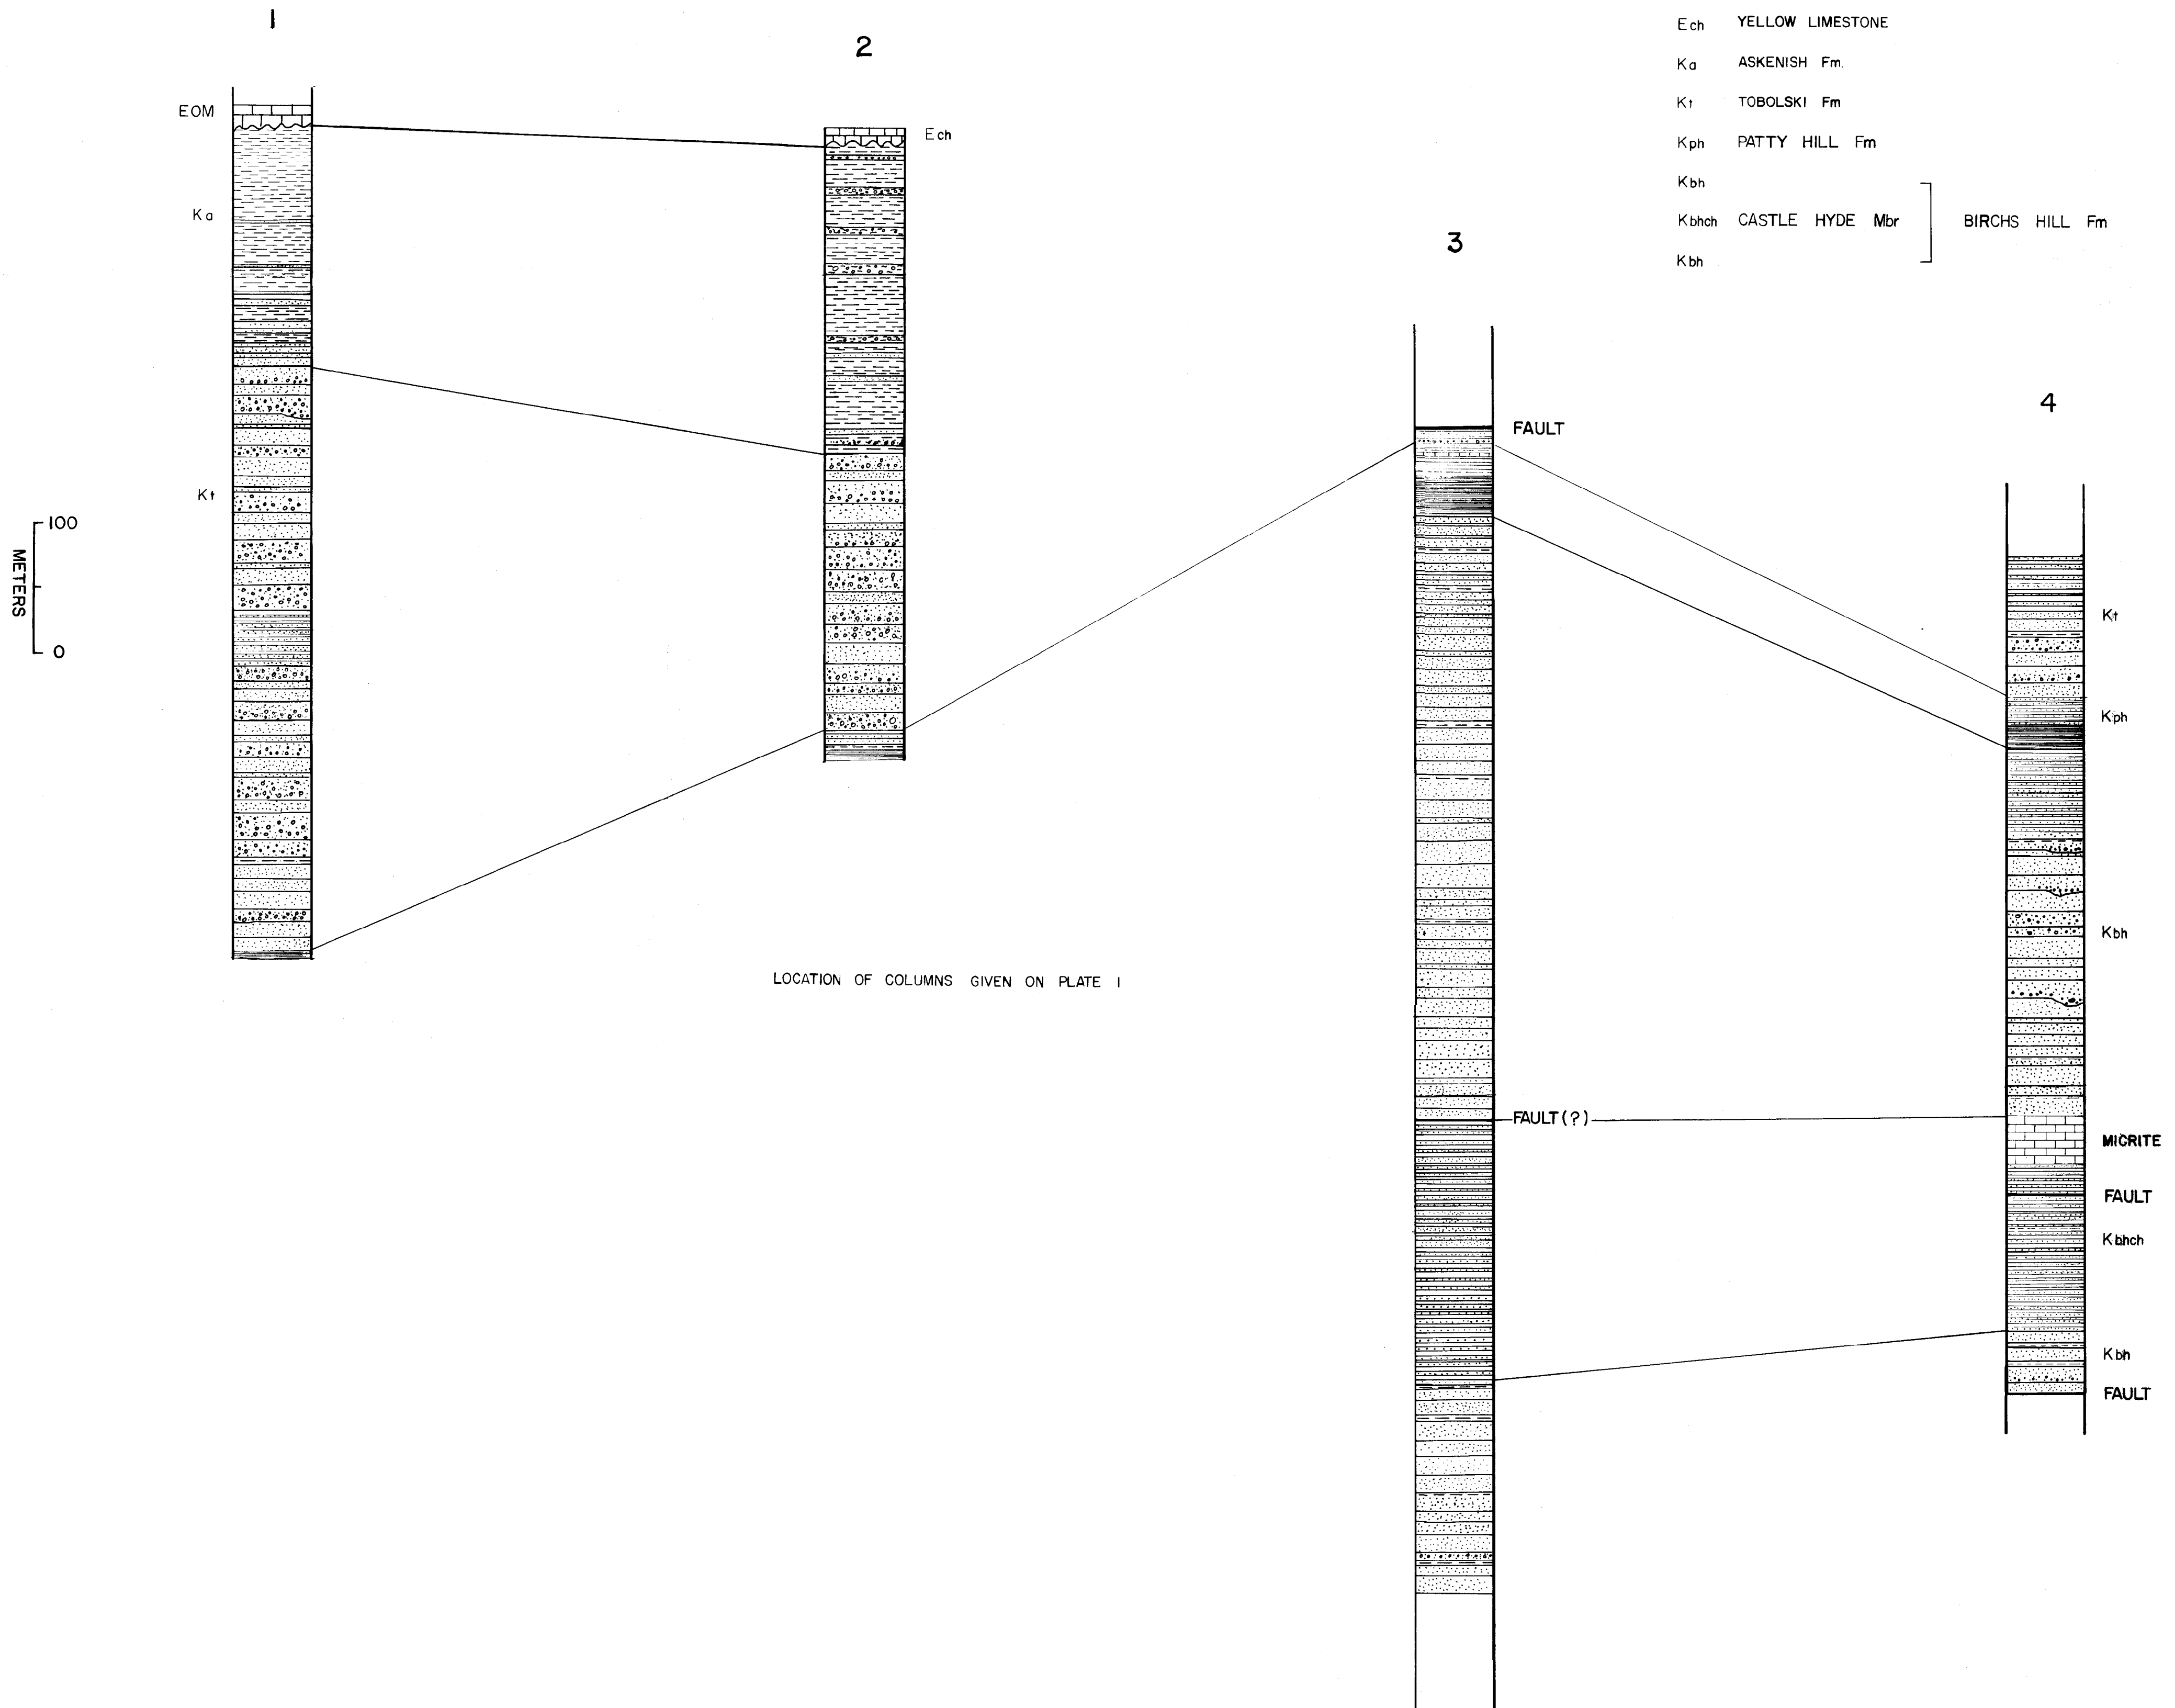 1
2
3
4
Ech YELLOW LIMESTONE
Ka ASKENISH Fm.
Kt TOBOLSKI Fm
Kph PATTY HILL Fm
Kbh
Kbhch CASTLE HYDE Mbr BIRCHS HILL Fm
Kbh
EOM
Ka
Kt
100
0
METERS
Ech
FAULT
FAULT (?)
Kt
Kph
Kbh
MICRITE
FAULT
Kbhch
Kbh
FAULT
LOCATION OF COLUMNS GIVEN ON PLATE 1